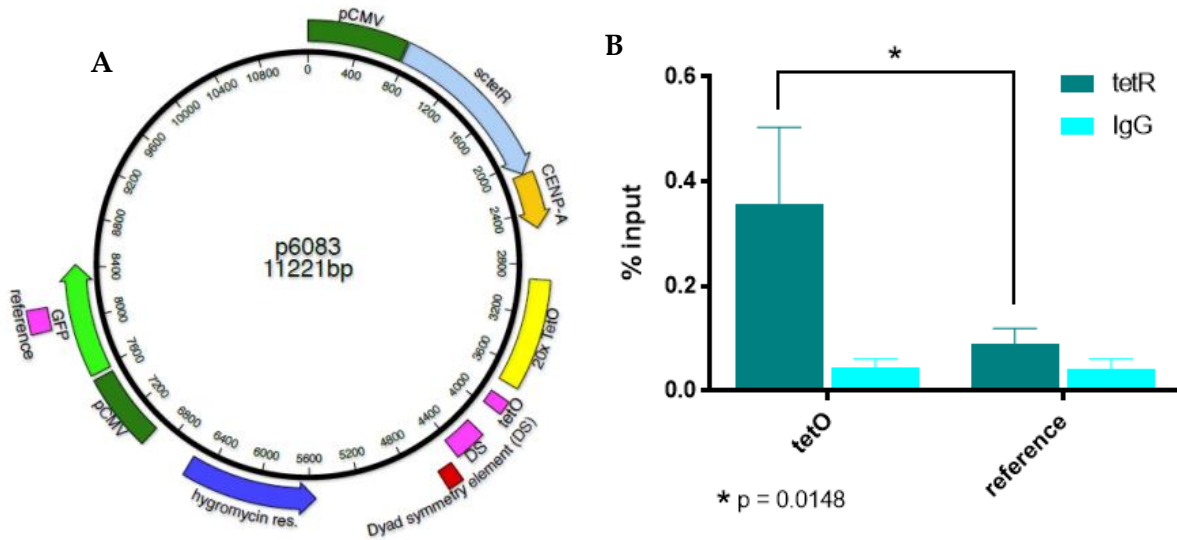 A
pCMV
sctetR
CENP-A
20x TetO
tetO
DS
Dyad symmetry element (DS)
hygromycin res.
pCMV
GFP
reference
p6083
11221bp
0
400
800
1200
1600
2000
2400
2800
3200
3600
4000
4400
4800
5200
5600
6000
6400
6800
7200
7600
8000
8400
8800
9200
9600
10000
10400
10800
B
*
tetR
IgG
% input
0.6
0.4
0.2
0.0
tetO
reference
* p = 0.0148